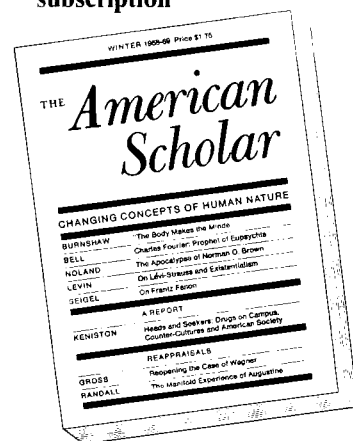 subscription
WINTER 1968-69 Price $1.75
THE American
Scholar
CHANGING CONCEPTS OF HUMAN NATURE
BURNSHAW The Body Makes the Minde
BELL Charles Fourier: Prophet of Eupsychia
NOLAND The Apocalypse of Norman O. Brown
LEVIN On Lévi-Strauss and Existentialism
GEIGEL On Frantz Fanon
A REPORT
KENISTON Heads and Seekers: Drugs on Campus,
Counter-Cultures and American Society
REAPPRAISALS
GROSS Reopening the Case of Wagner
RANDALL The Manifold Experience of Augustine